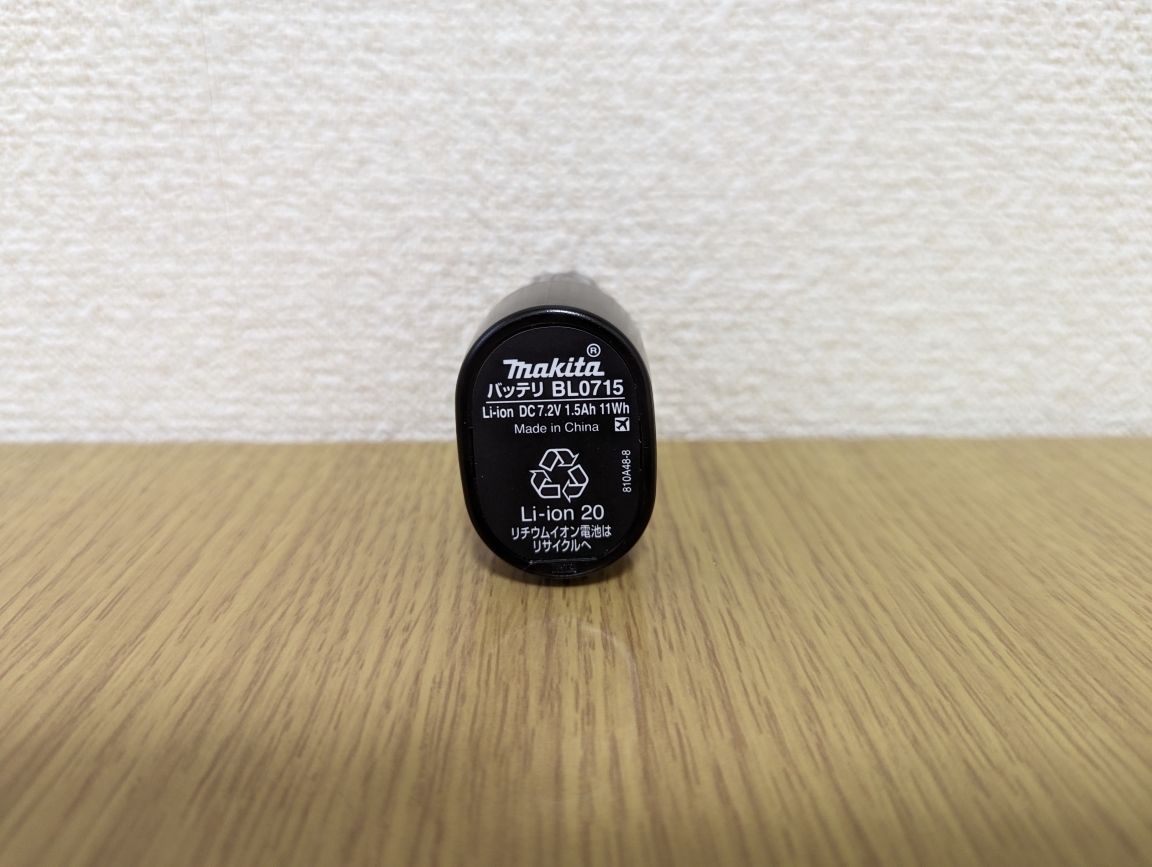 makita®
バッテリ BL0715
Li-ion DC 7.2V 1.5Ah 11Wh
Made in China
810A48-8
Li-ion 20
リチウムイオン電池は
リサイクルへ